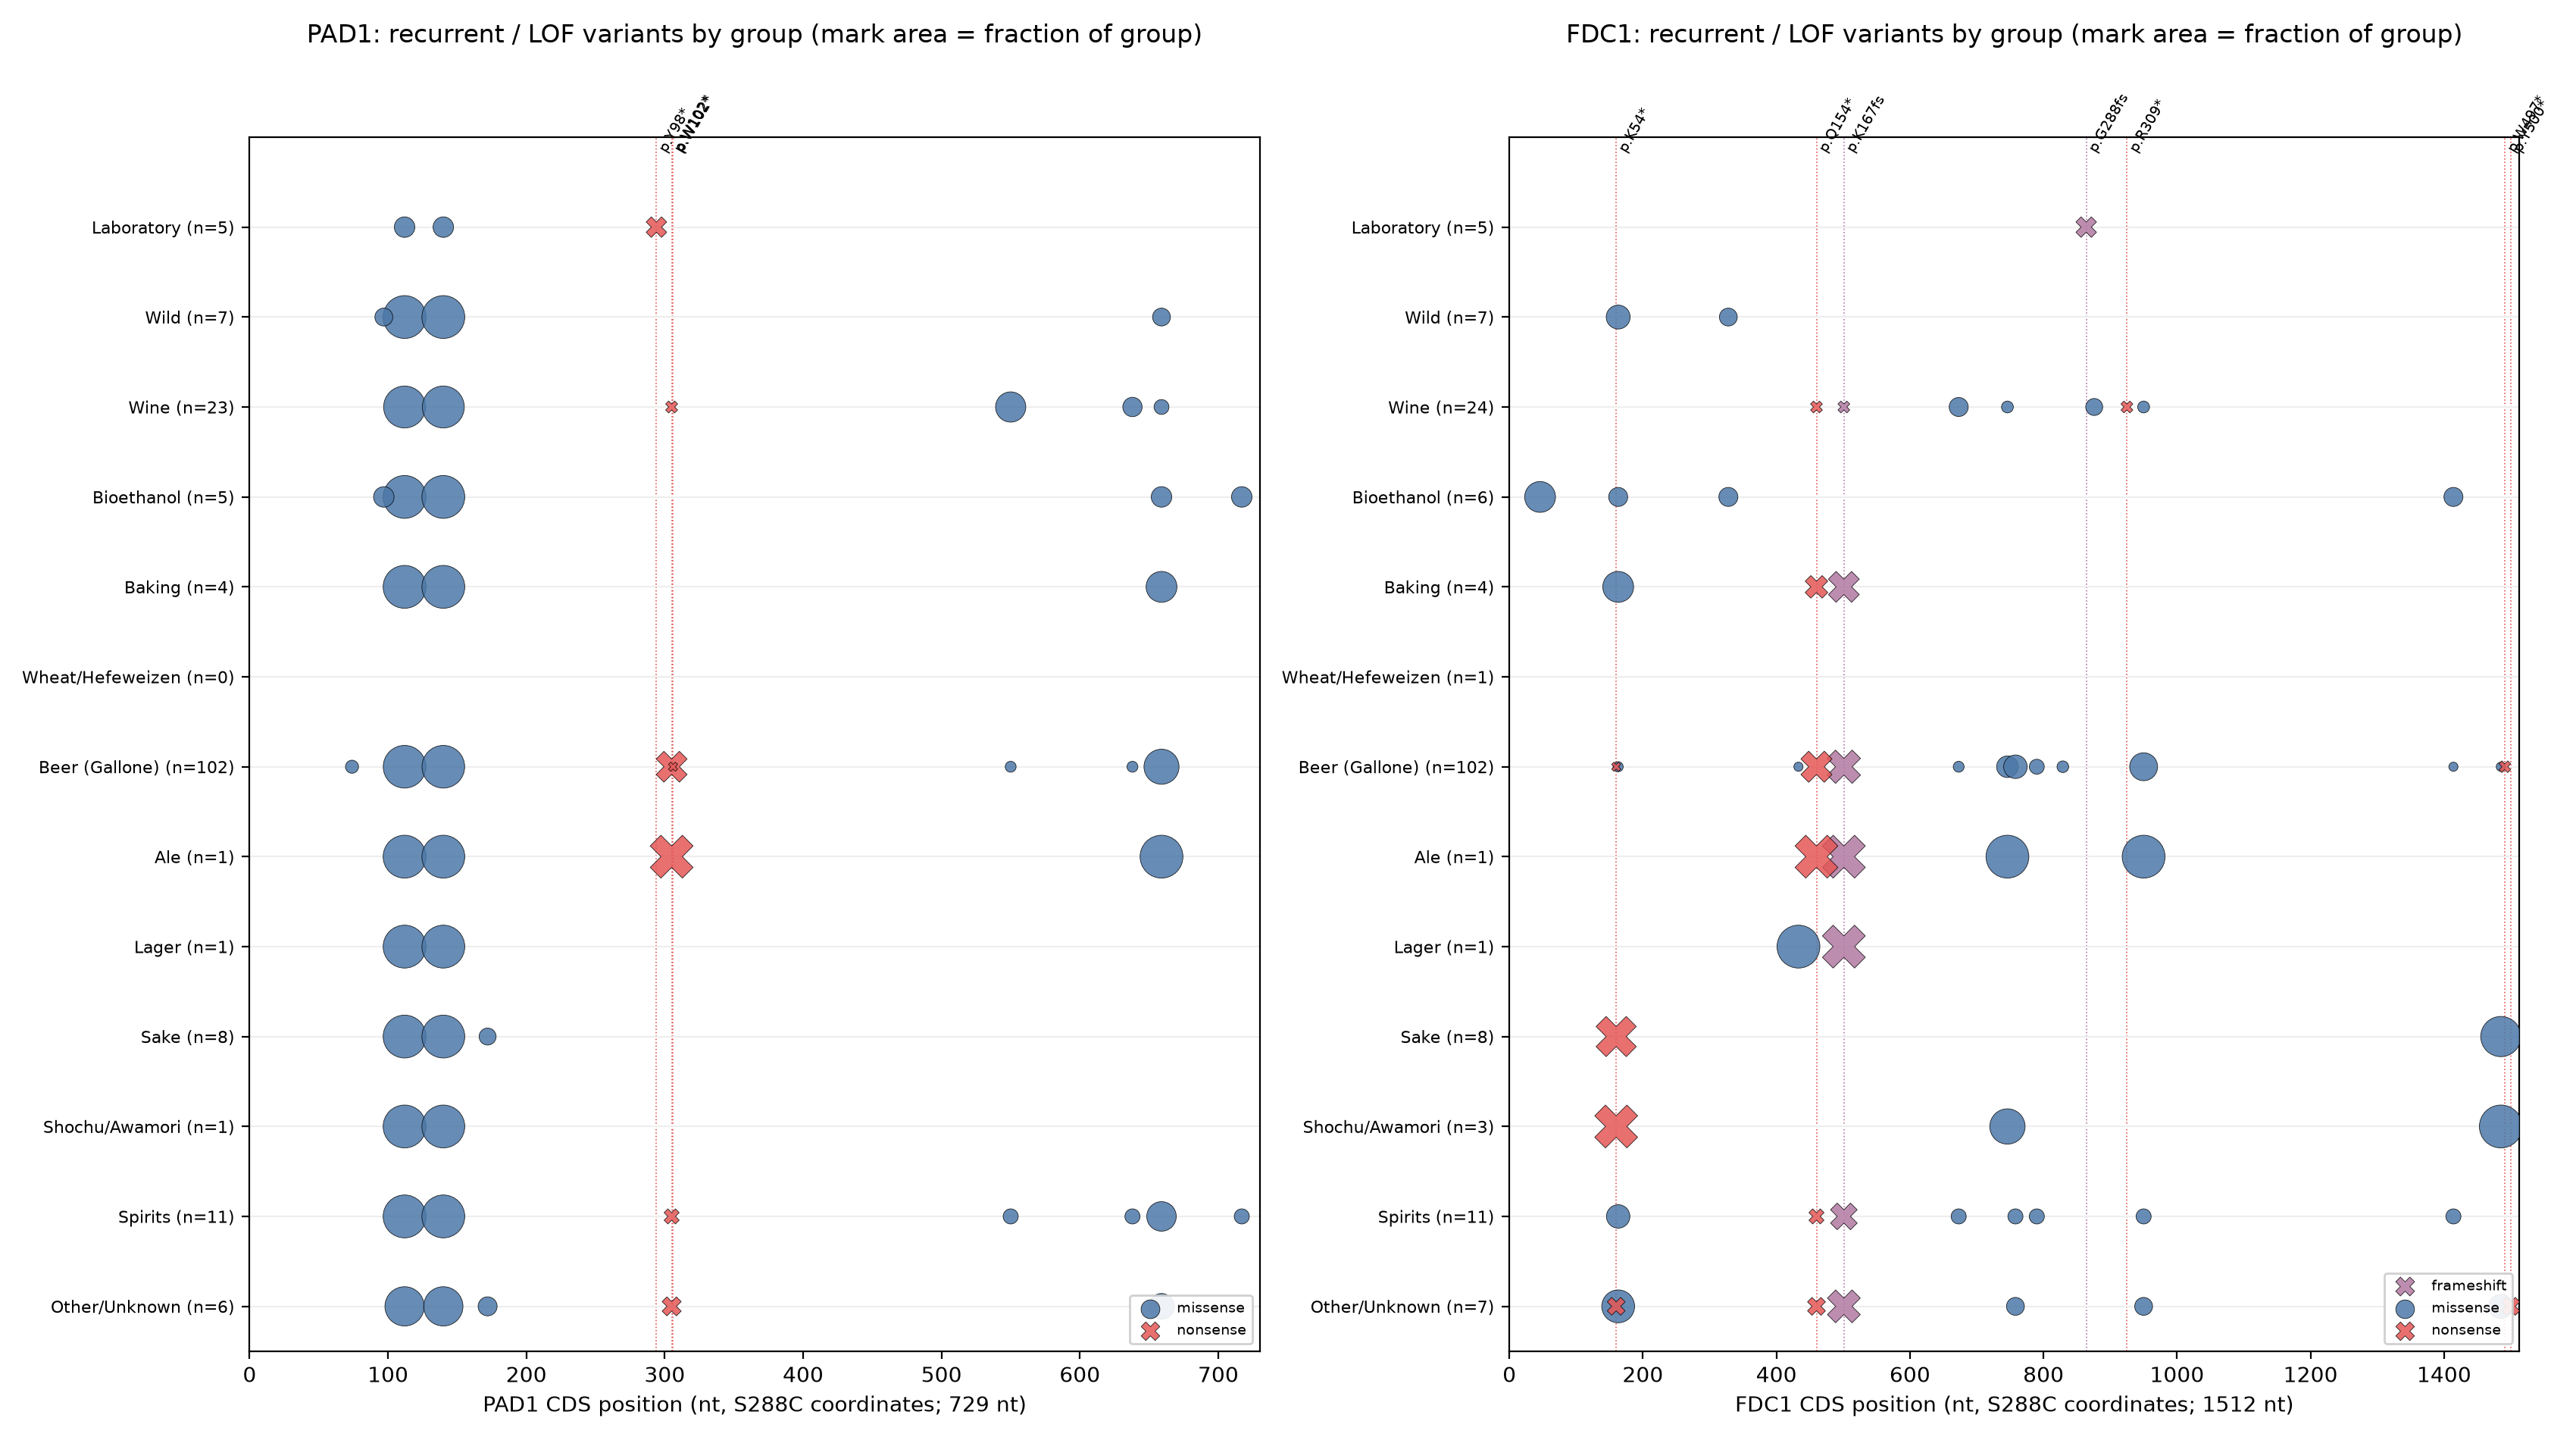 PAD1: recurrent / LOF variants by group (mark area = fraction of group)
p.Y98*
p.W102*
Laboratory (n=5)
Wild (n=7)
Wine (n=23)
Bioethanol (n=5)
Baking (n=4)
Wheat/Hefeweizen (n=0)
Beer (Gallone) (n=102)
Ale (n=1)
Lager (n=1)
Sake (n=8)
Shochu/Awamori (n=1)
Spirits (n=11)
Other/Unknown (n=6)
missense
nonsense
0 100 200 300 400 500 600 700
PAD1 CDS position (nt, S288C coordinates; 729 nt)
FDC1: recurrent / LOF variants by group (mark area = fraction of group)
p.K54*
p.Q154*
p.K167fs
p.G288fs
p.R309*
Laboratory (n=5)
Wild (n=7)
Wine (n=24)
Bioethanol (n=6)
Baking (n=4)
Wheat/Hefeweizen (n=1)
Beer (Gallone) (n=102)
Ale (n=1)
Lager (n=1)
Sake (n=8)
Shochu/Awamori (n=3)
Spirits (n=11)
Other/Unknown (n=7)
frameshift
missense
nonsense
0 200 400 600 800 1000 1200 1400
FDC1 CDS position (nt, S288C coordinates; 1512 nt)